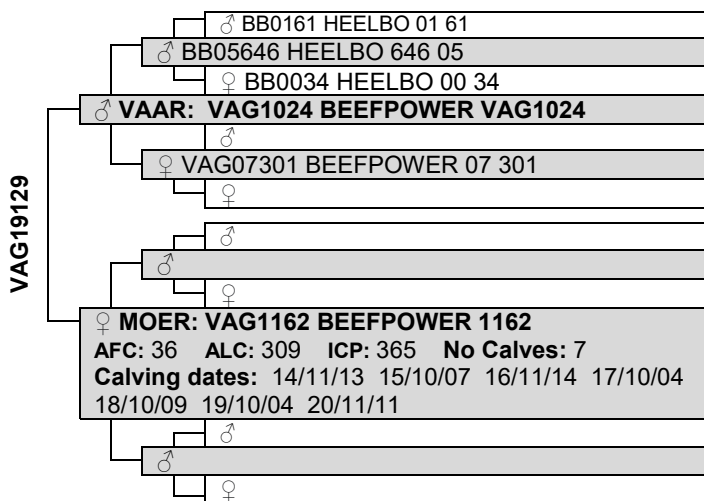 ♂ BB0161 HEELBO 01 61
♂ BB05646 HEELBO 646 05
♀ BB0034 HEELBO 00 34
♂ VAAR: VAG1024 BEEFPOWER VAG1024
♂
♀ VAG07301 BEEFPOWER 07 301
♀
VAG19129
♂
♂
♀
♀ MOER: VAG1162 BEEFPOWER 1162
AFC: 36 ALC: 309 ICP: 365 No Calves: 7
Calving dates: 14/11/13 15/10/07 16/11/14 17/10/04
18/10/09 19/10/04 20/11/11
♂
♂
♀